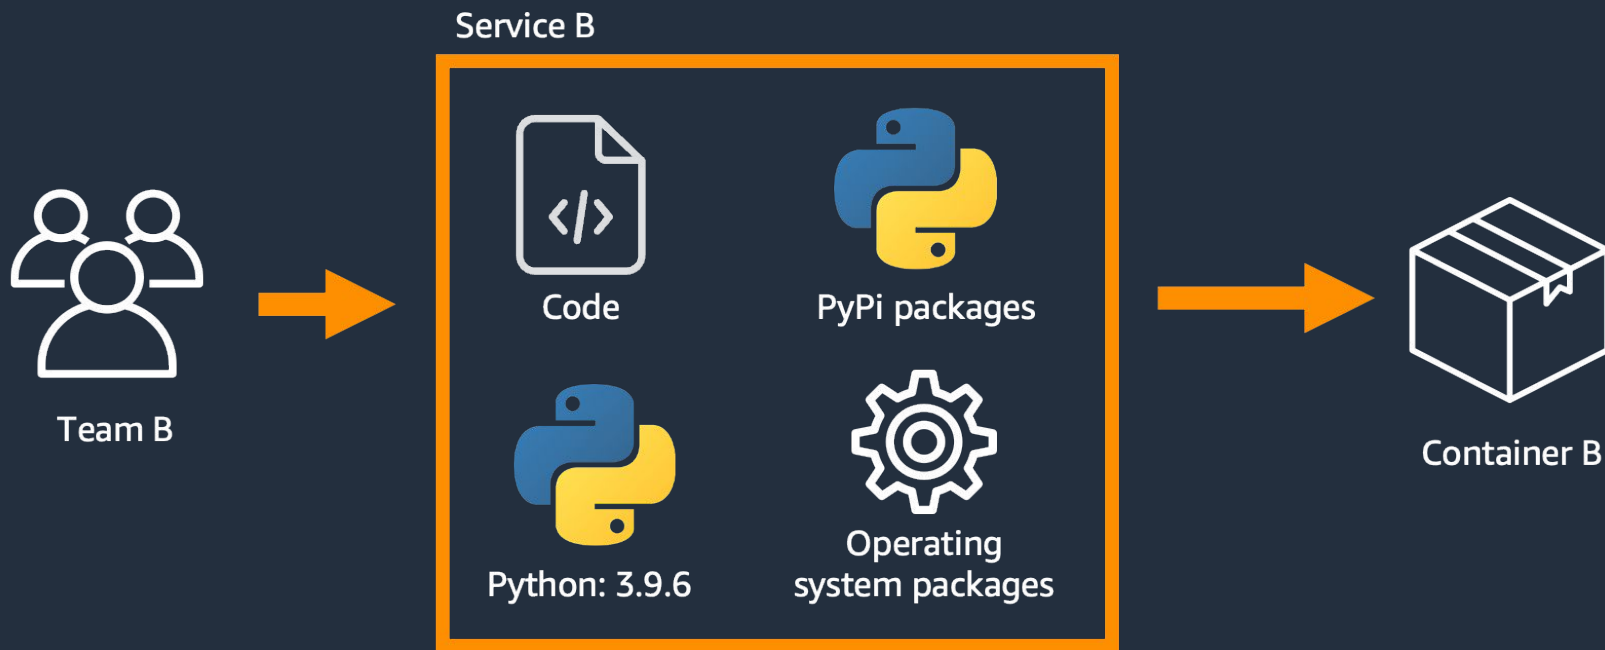 Service B
Code
PyPi packages
Team B
Container B
Python: 3.9.6
Operating
system packages